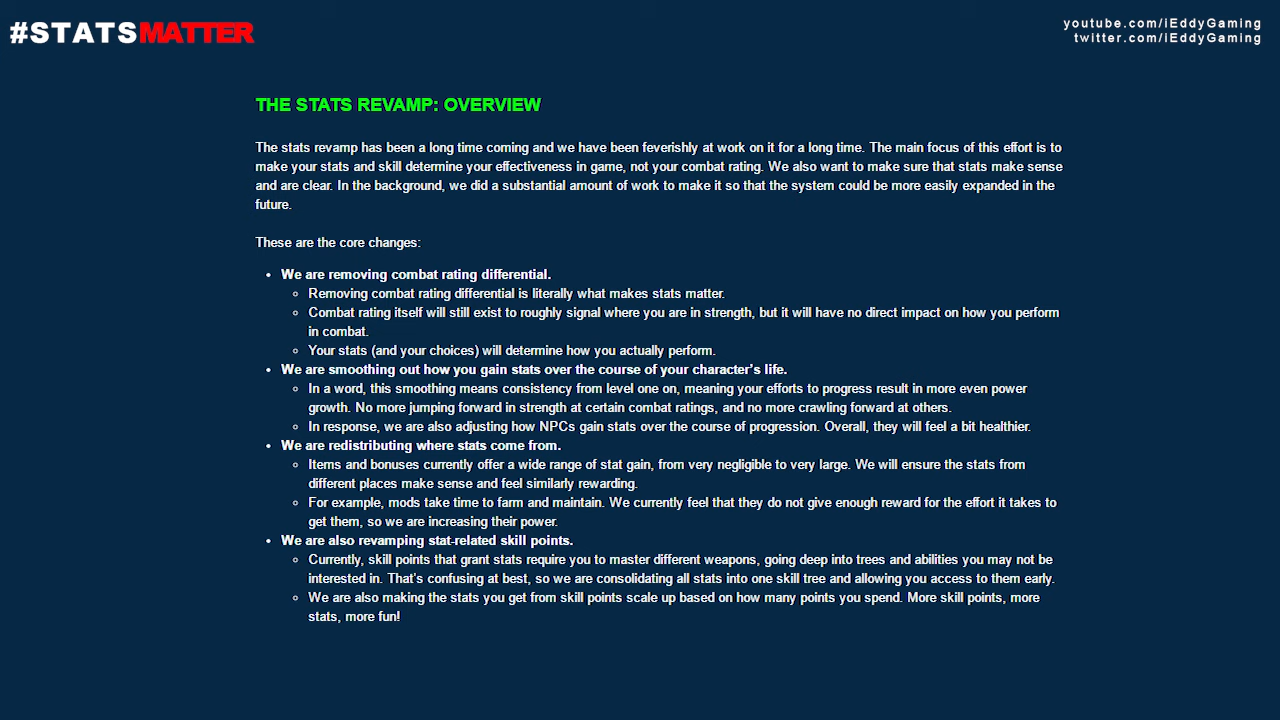 #STATSMATTER
youtube.com/iEddyGaming
twitter.com/iEddyGaming
THE STATS REVAMP: OVERVIEW
The stats revamp has been a long time coming and we have been feverishly at work on it for a long time. The main focus of this effort is to
make your stats and skill determine your effectiveness in game, not your combat rating. We also want to make sure that stats make sense
and are clear. In the background, we did a substantial amount of work to make it so that the system could be more easily expanded in the
future.
These are the core changes:
• We are removing combat rating differential.
◦ Removing combat rating differential is literally what makes stats matter.
◦ Combat rating itself will still exist to roughly signal where you are in strength, but it will have no direct impact on how you perform
in combat.
◦ Your stats (and your choices) will determine how you actually perform.
• We are smoothing out how you gain stats over the course of your character's life.
◦ In a word, this smoothing means consistency from level one on, meaning your efforts to progress result in more even power
growth. No more jumping forward in strength at certain combat ratings, and no more crawling forward at others.
◦ In response, we are also adjusting how NPCs gain stats over the course of progression. Overall, they will feel a bit healthier.
• We are redistributing where stats come from.
◦ Items and bonuses currently offer a wide range of stat gain, from very negligible to very large. We will ensure the stats from
different places make sense and feel similarly rewarding.
◦ For example, mods take time to farm and maintain. We currently feel that they do not give enough reward for the effort it takes to
get them, so we are increasing their power.
• We are also revamping stat-related skill points.
◦ Currently, skill points that grant stats require you to master different weapons, going deep into trees and abilities you may not be
interested in. That's confusing at best, so we are consolidating all stats into one skill tree and allowing you access to them early.
◦ We are also making the stats you get from skill points scale up based on how many points you spend. More skill points, more
stats, more fun!